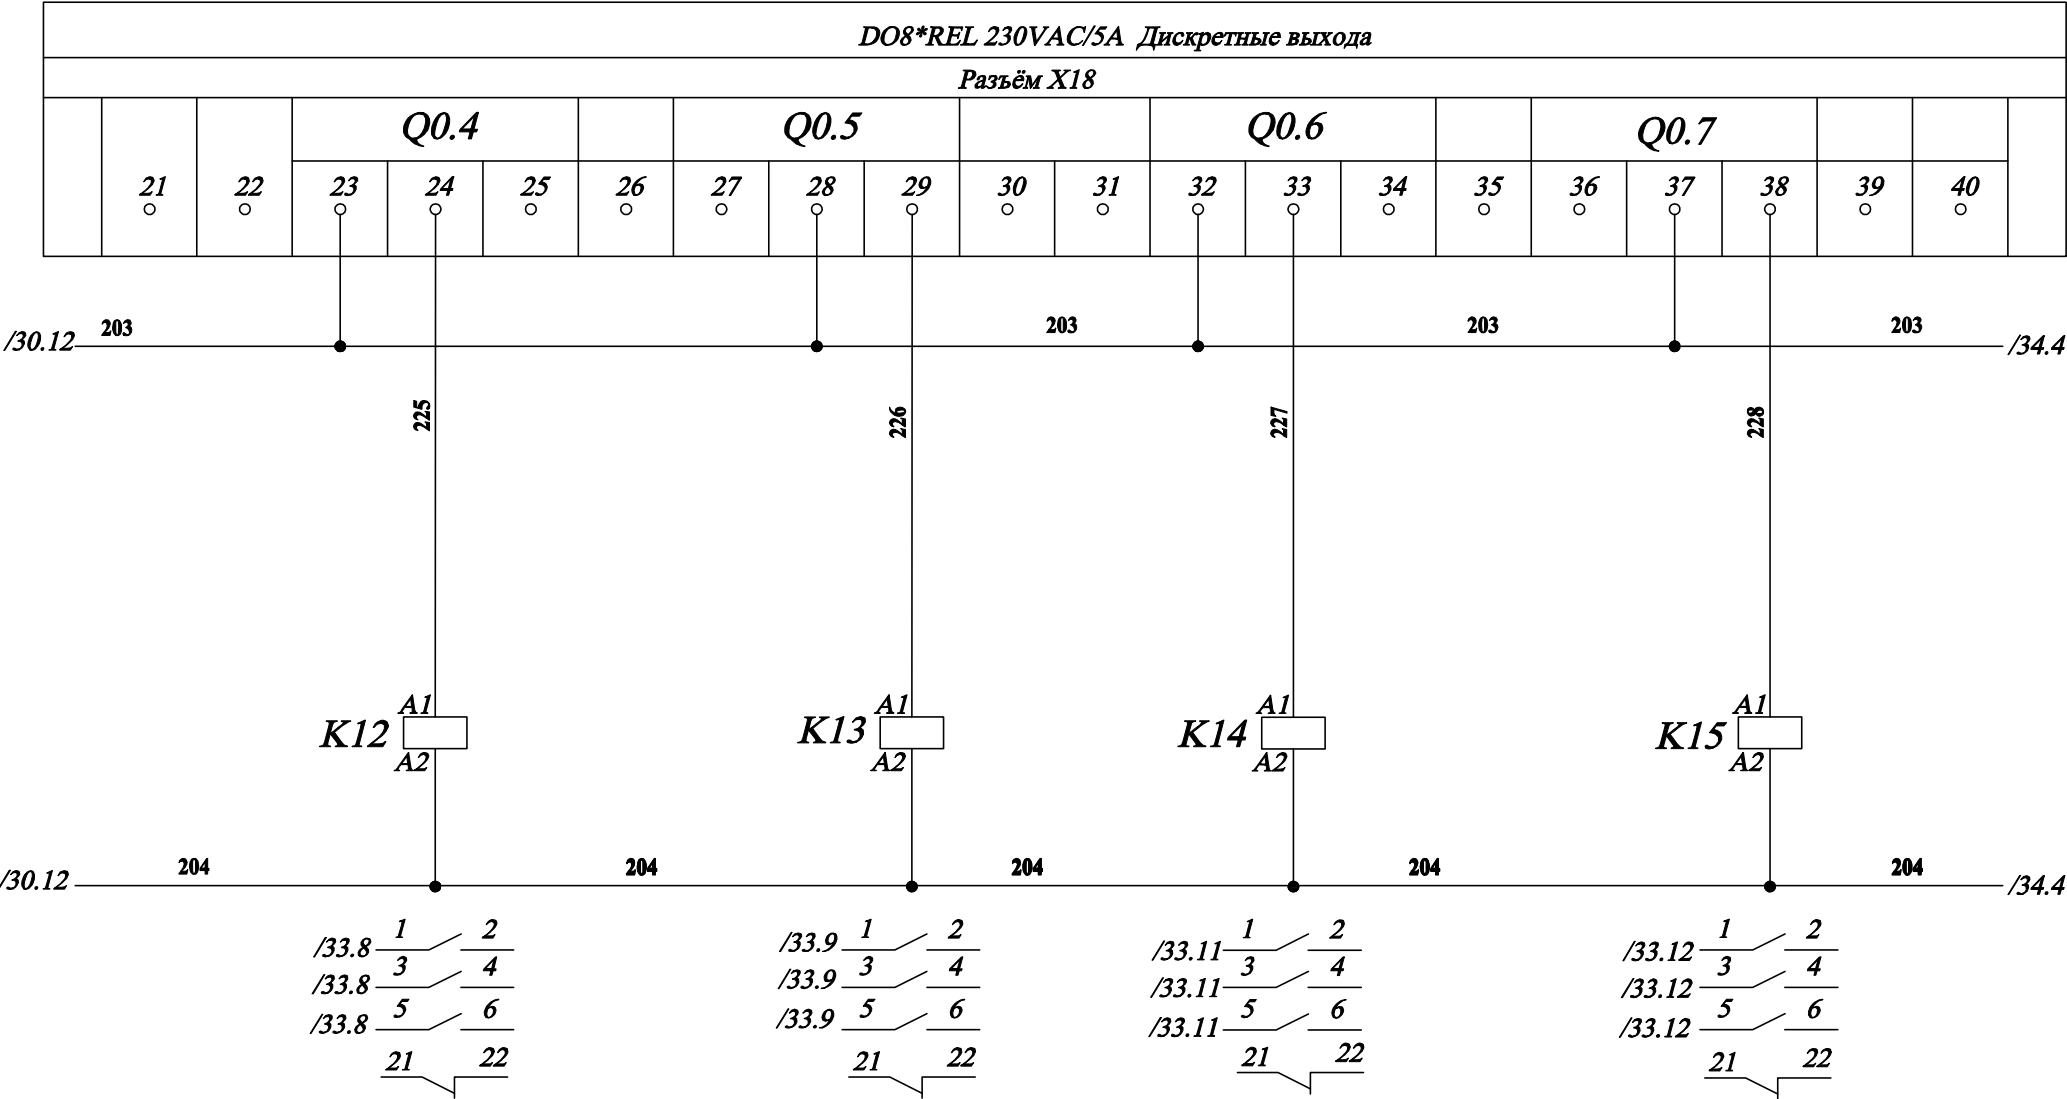 DO8*REL 230VAC/5A Дискретные выхода
Разъём X18
Q0.4 Q0.5 Q0.6 Q0.7
21 22 23 24 25 26 27 28 29 30 31 32 33 34 35 36 37 38 39 40
/30.12 203 203 203 203 /34.4
225 226 227 228
A1 A1 A1 A1
K12 K13 K14 K15
A2 A2 A2 A2
/30.12 204 204 204 204 204 /34.4
/33.8 1 2 /33.9 1 2 /33.11 1 2 /33.12 1 2
/33.8 3 4 /33.9 3 4 /33.11 3 4 /33.12 3 4
/33.8 5 6 /33.9 5 6 /33.11 5 6 /33.12 5 6
21 22 21 22 21 22 21 22